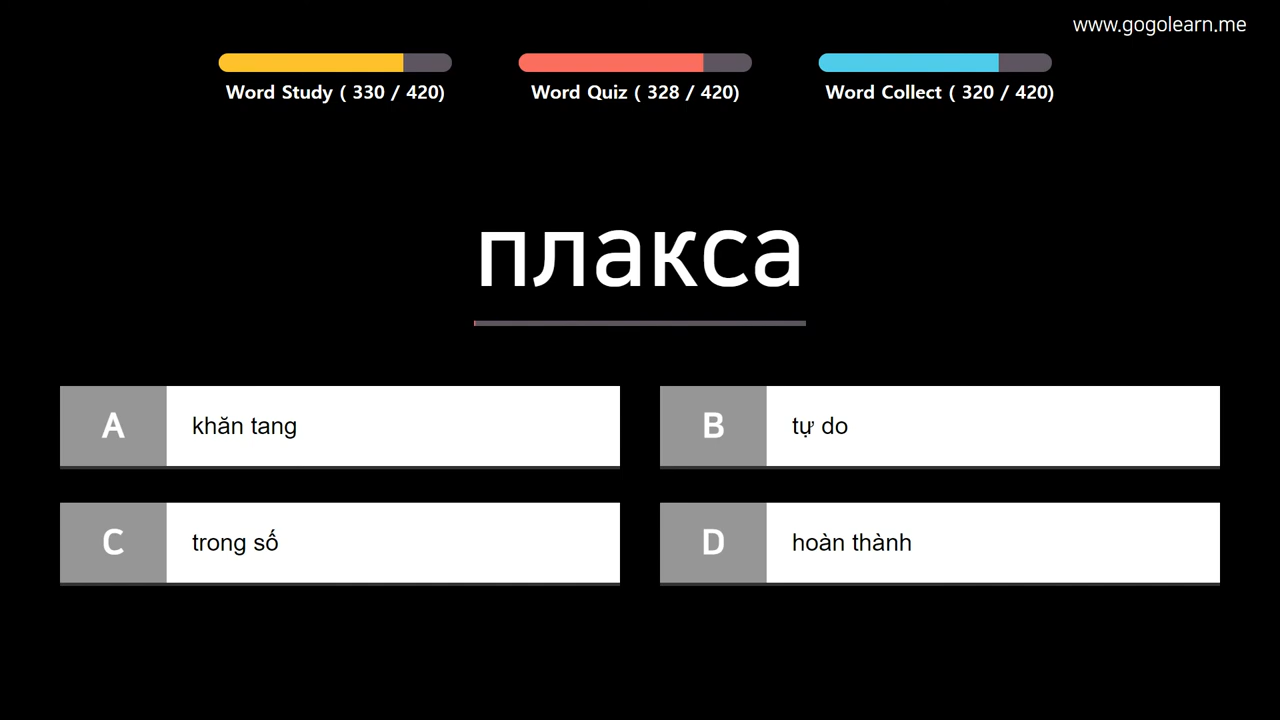 www.gogolearn.me
Word Study ( 330 / 420)
Word Quiz ( 328 / 420)
Word Collect ( 320 / 420)
плакса
A khăn tang
B tự do
C trong số
D hoàn thành